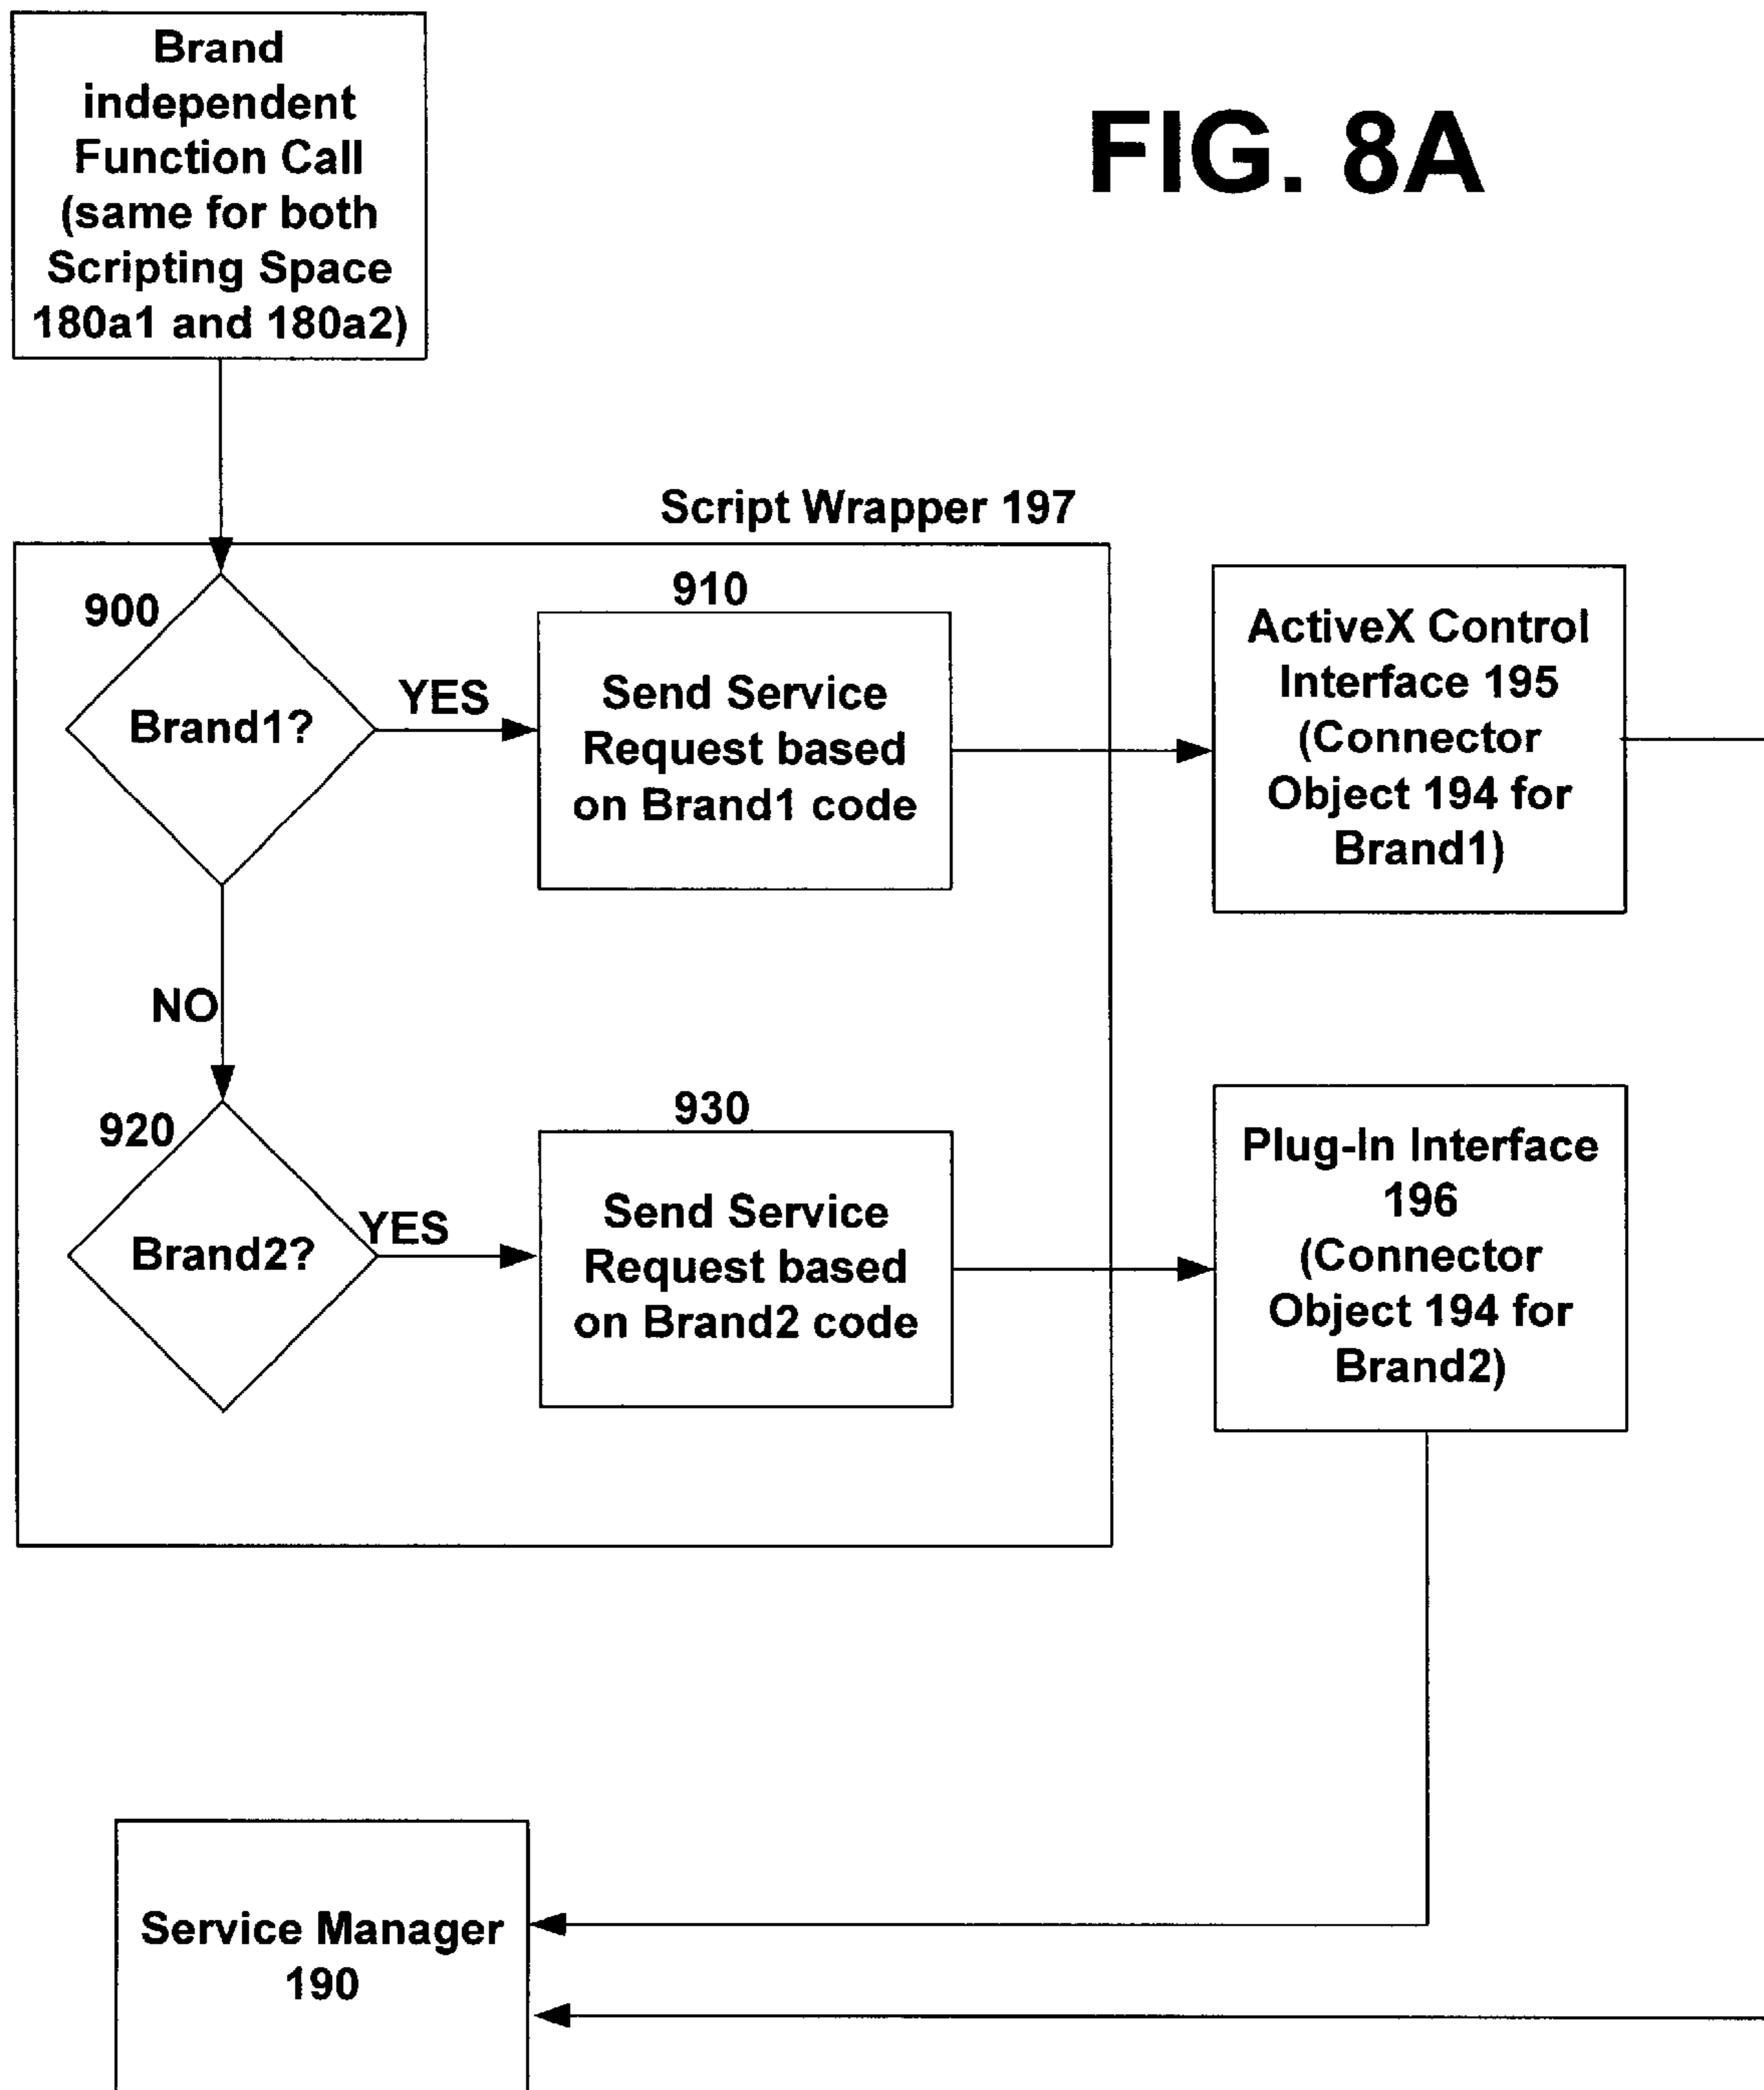 Brand
independent
Function Call
(same for both
Scripting Space
180a1 and 180a2)
FIG. 8A
Script Wrapper 197
900
Brand1?
YES
910
Send Service
Request based
on Brand1 code
ActiveX Control
Interface 195
(Connector
Object 194 for
Brand1)
NO
920
Brand2?
YES
930
Send Service
Request based
on Brand2 code
Plug-In Interface
196
(Connector
Object 194 for
Brand2)
Service Manager
190